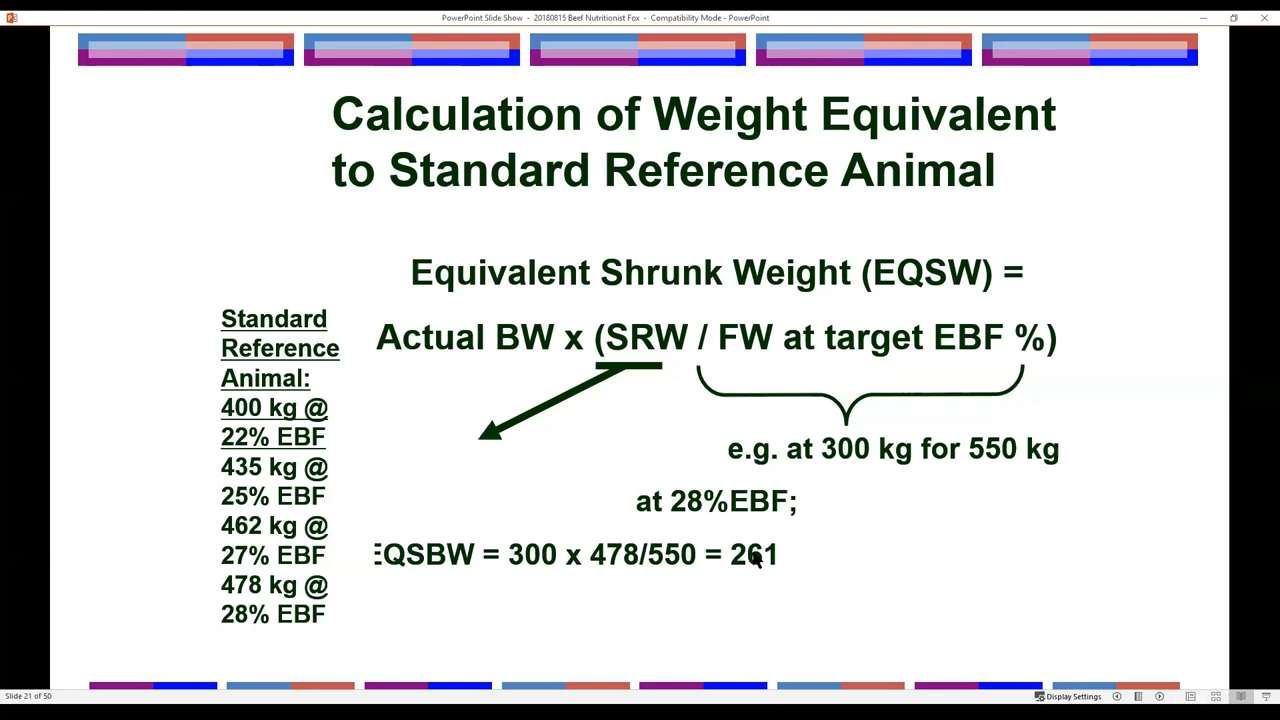 PowerPoint Slide Show - 20180815 Beef Nutritionist Fox - Compatibility Mode - PowerPoint
Calculation of Weight Equivalent
to Standard Reference Animal
Equivalent Shrunk Weight (EQSW) =
Actual BW x (SRW / FW at target EBF %)
Standard
Reference
Animal:
400 kg @
22% EBF
435 kg @
25% EBF
462 kg @
27% EBF
478 kg @
28% EBF
e.g. at 300 kg for 550 kg
at 28%EBF;
EQSBW = 300 x 478/550 = 261
Slide 21 of 50
Display Settings